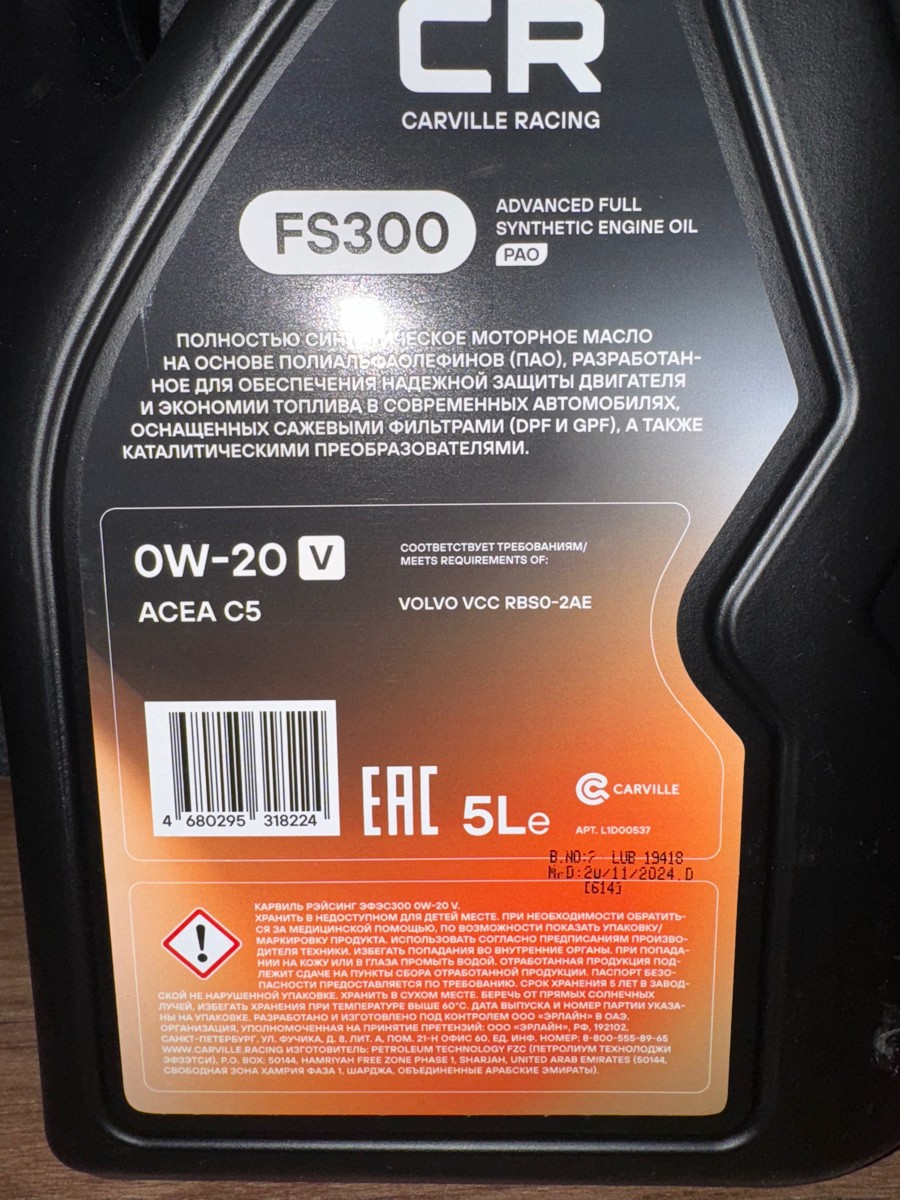 CR
CARVILLE RACING
FS300
ADVANCED FULL
SYNTHETIC ENGINE OIL
PAO
ПОЛНОСТЬЮ СИНТЕТИЧЕСКОЕ МОТОРНОЕ МАСЛО
НА ОСНОВЕ ПОЛИАЛЬФАОЛЕФИНОВ (ПАО), РАЗРАБОТАН-
НОЕ ДЛЯ ОБЕСПЕЧЕНИЯ НАДЕЖНОЙ ЗАЩИТЫ ДВИГАТЕЛЯ
И ЭКОНОМИИ ТОПЛИВА В СОВРЕМЕННЫХ АВТОМОБИЛЯХ,
ОСНАЩЕННЫХ САЖЕВЫМИ ФИЛЬТРАМИ (DPF И GPF), А ТАКЖЕ
КАТАЛИТИЧЕСКИМИ ПРЕОБРАЗОВАТЕЛЯМИ.
0W-20 V
ACEA C5
СООТВЕТСТВУЕТ ТРЕБОВАНИЯМ/
MEETS REQUIREMENTS OF:
VOLVO VCC RBS0-2AE
4 680295 318224
EAC
5Le
CARVILLE
АРТ. L1D00537
B.NO:? LUB 19418
MFD:20/11/2024.D
[614]
КАРВИЛЬ РЭЙСИНГ ЭФЭС300 0W-20 V.
ХРАНИТЬ В НЕДОСТУПНОМ ДЛЯ ДЕТЕЙ МЕСТЕ. ПРИ НЕОБХОДИМОСТИ ОБРАТИТЬ-
СЯ ЗА МЕДИЦИНСКОЙ ПОМОЩЬЮ, ПО ВОЗМОЖНОСТИ ПОКАЗАТЬ УПАКОВКУ/
МАРКИРОВКУ ПРОДУКТА. ИСПОЛЬЗОВАТЬ СОГЛАСНО ПРЕДПИСАНИЯМ ПРОИЗВО-
ДИТЕЛЯ ТЕХНИКИ. ИЗБЕГАТЬ ПОПАДАНИЯ ВО ВНУТРЕННИЕ ОРГАНЫ. ПРИ ПОПАДА-
НИИ НА КОЖУ ИЛИ В ГЛАЗА ПРОМЫТЬ ВОДОЙ. ОТРАБОТАННАЯ ПРОДУКЦИЯ ПОД-
ЛЕЖИТ СДАЧЕ НА ПУНКТЫ СБОРА ОТРАБОТАННОЙ ПРОДУКЦИИ. ПАСПОРТ БЕЗО-
ПАСНОСТИ ПРЕДОСТАВЛЯЕТСЯ ПО ТРЕБОВАНИЮ. СРОК ХРАНЕНИЯ 5 ЛЕТ В ЗАВОД-
СКОЙ НЕ НАРУШЕННОЙ УПАКОВКЕ. ХРАНИТЬ В СУХОМ МЕСТЕ. БЕРЕЧЬ ОТ ПРЯМЫХ СОЛНЕЧНЫХ
ЛУЧЕЙ, ИЗБЕГАТЬ ХРАНЕНИЯ ПРИ ТЕМПЕРАТУРЕ ВЫШЕ 60°С. ДАТА ВЫПУСКА И НОМЕР ПАРТИИ УКАЗА-
НЫ НА УПАКОВКЕ. РАЗРАБОТАНО И ИЗГОТОВЛЕНО ПОД КОНТРОЛЕМ ООО «ЭРЛАЙН» В ОАЭ.
ОРГАНИЗАЦИЯ, УПОЛНОМОЧЕННАЯ НА ПРИНЯТИЕ ПРЕТЕНЗИЙ: ООО «ЭРЛАЙН», РФ, 192102,
САНКТ-ПЕТЕРБУРГ, УЛ. ФУЧИКА, Д. 8, ЛИТ. А, ПОМ. 21-Н ОФИС 60. ЕД. ИНФ. НОМЕР: 8-800-555-89-65
WWW.CARVILLE.RACING ИЗГОТОВИТЕЛЬ: PETROLEUM TECHNOLOGY FZC (ПЕТРОЛИУМ ТЕХНОЛОДЖИ
ЭФЗЭТСИ), P.O. BOX: 50144, HAMRIYAH FREE ZONE PHASE 1, SHARJAH, UNITED ARAB EMIRATES (50144,
СВОБОДНАЯ ЗОНА ХАМРИЯ ФАЗА 1, ШАРДЖА, ОБЪЕДИНЕННЫЕ АРАБСКИЕ ЭМИРАТЫ).